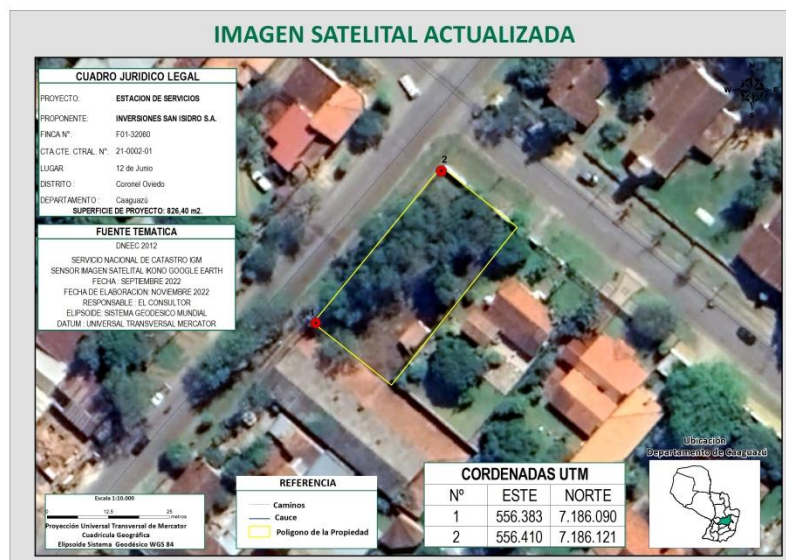 IMAGEN SATELITAL ACTUALIZADA
CUADRO JURIDICO LEGAL
PROYECTO: ESTACION DE SERVICIOS
PROPONENTE: INVERSIONES SAN ISIDRO S.A.
FINCA N°: F01-32060
CTA.CTE. CTRAL. N°: 21-0002-01
LUGAR 12 de Junio
DISTRITO : Coronel Oviedo
DEPARTAMENTO : Caaguazú
SUPERFICIE DE PROYECTO: 826,40 m2.
FUENTE TEMATICA
DNEEC 2012
SERVICIO NACIONAL DE CATASTRO IGM
SENSOR IMAGEN SATELITAL IKONO GOOGLE EARTH
FECHA : SEPTIEMBRE 2022
FECHA DE ELABORACION: NOVIEMBRE 2022
RESPONSABLE : EL CONSULTOR
ELIPSOIDE: SISTEMA GEODESICO MUNDIAL
DATUM : UNIVERSAL TRANSVERSAL MERCATOR
N
W E
S
2
1
Escala 1:10.000
0 12,5 25
metros
Proyección Universal Transversal de Mercator
Cuadrícula Geográfica
Elipsoide Sistema Geodésico WGS 84
REFERENCIA
Caminos
Cauce
Poligono de la Propiedad
CORDENADAS UTM
Nº ESTE NORTE
1 556.383 7.186.090
2 556.410 7.186.121
Ubicación
Departamento de Caaguazú